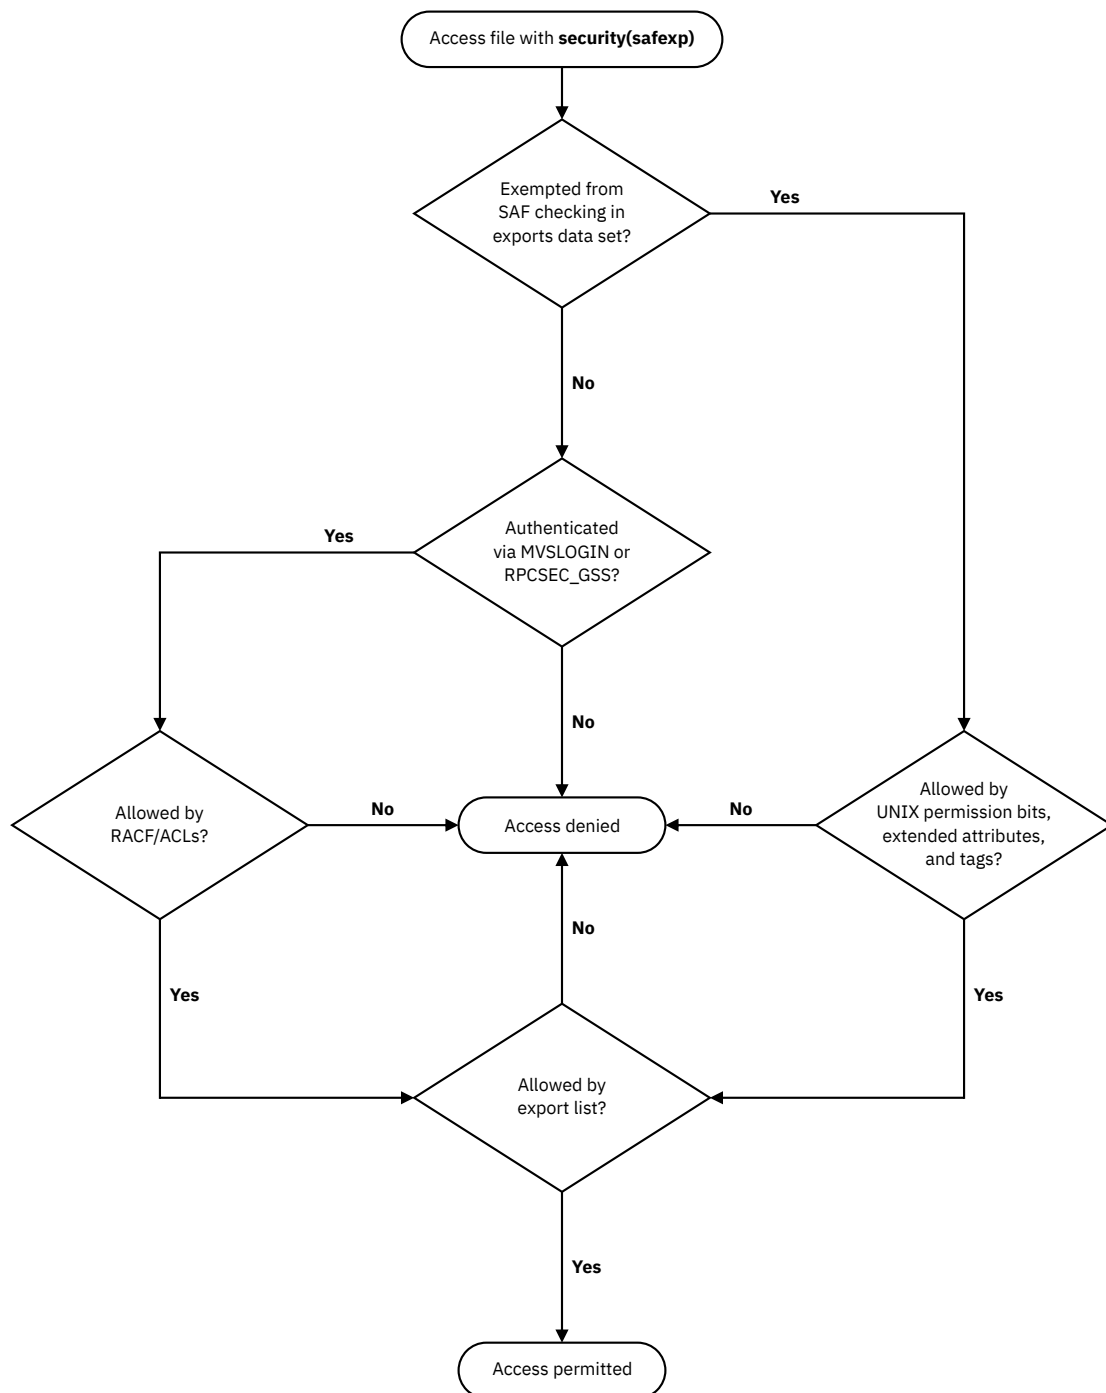 Access file with security(safexp)
Exempted from
SAF checking in
exports data set?
Yes
No
Authenticated
via MVSLOGIN or
RPCSEC_GSS?
Yes
No
Allowed by
RACF/ACLs?
No
Access denied
No
Allowed by
UNIX permission bits,
extended attributes,
and tags?
No
Yes
Yes
Allowed by
export list?
Yes
Access permitted